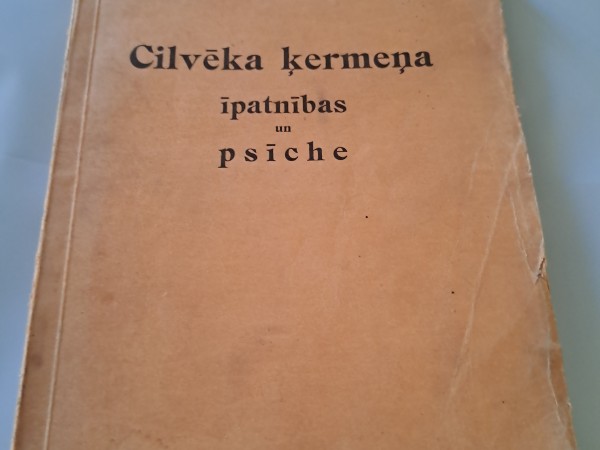 Cilvēka ķermeņa
īpatnības
un
psīche